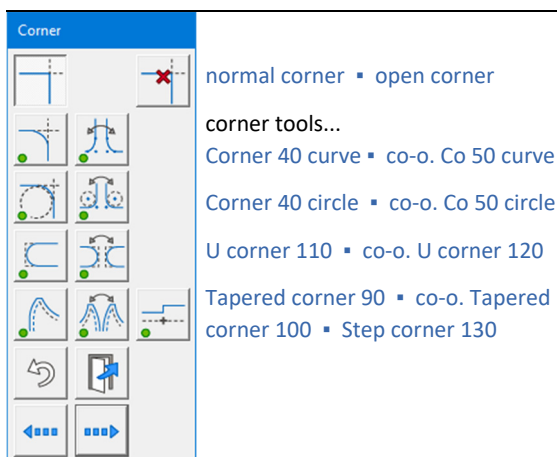 Corner
normal corner ▪ open corner
corner tools...
Corner 40 curve ▪ co-o. Co 50 curve
Corner 40 circle ▪ co-o. Co 50 circle
U corner 110 ▪ co-o. U corner 120
Tapered corner 90 ▪ co-o. Tapered
corner 100 ▪ Step corner 130